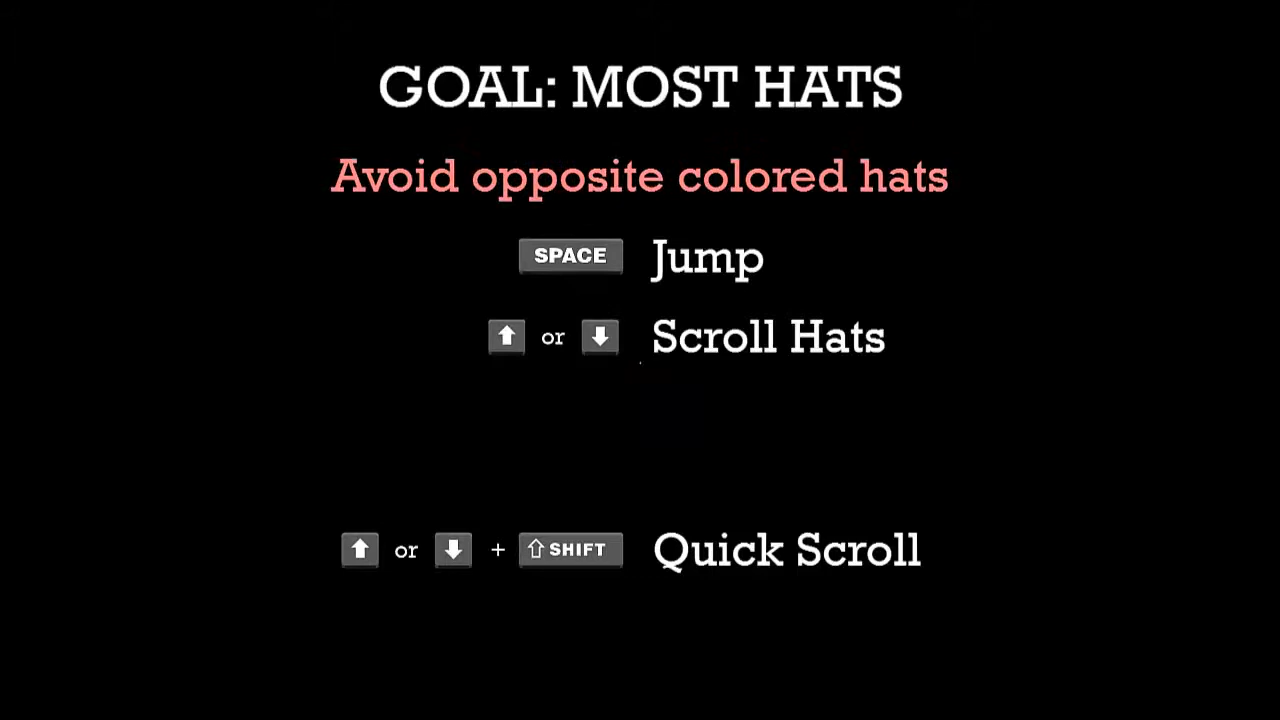 GOAL: MOST HATS
Avoid opposite colored hats
SPACE Jump
or Scroll Hats
or + SHIFT Quick Scroll